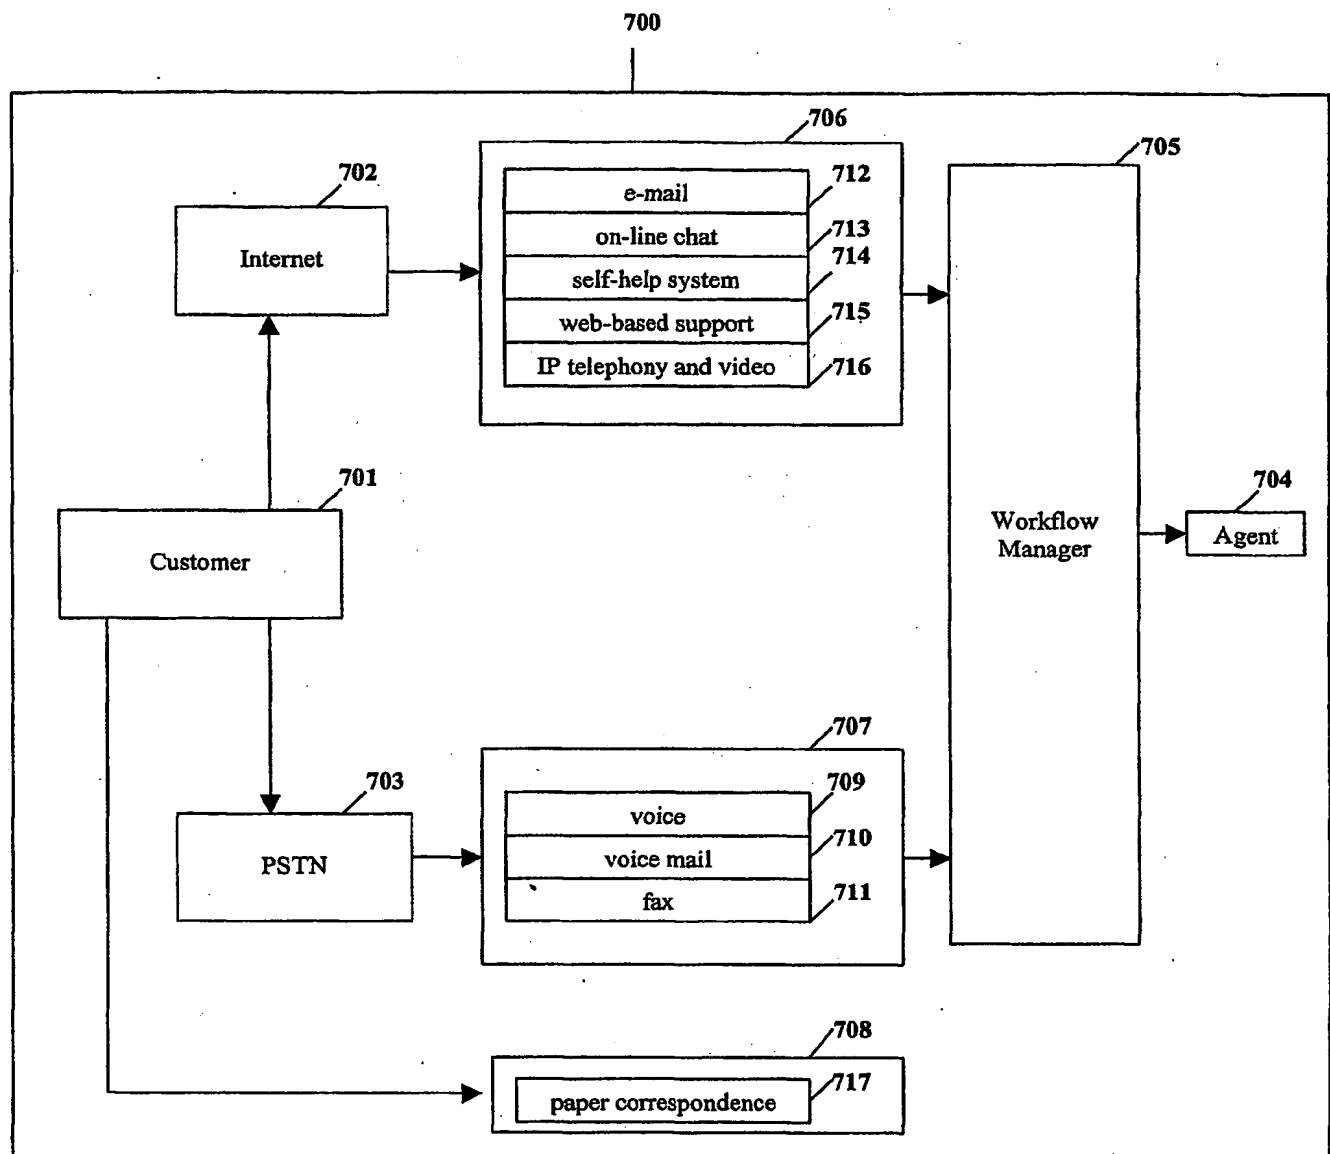 700
706
705
702
712
e-mail
713
on-line chat
Internet
714
self-help system
715
web-based support
716
IP telephony and video
701
704
Customer
Workflow
Manager
Agent
707
703
709
voice
710
voice mail
PSTN
711
fax
708
717
paper correspondence